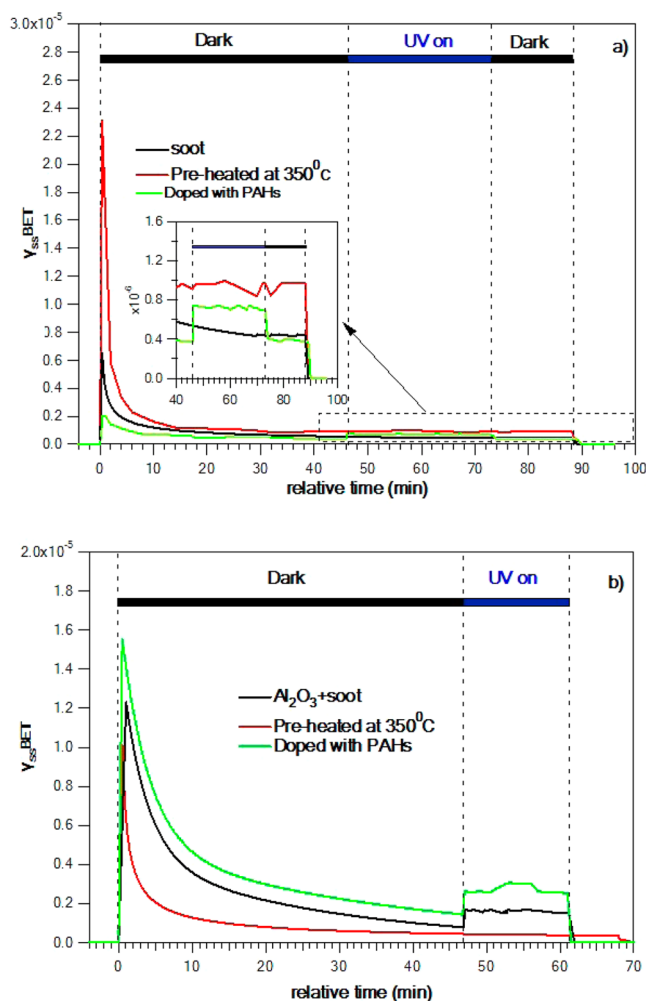 3.0x10⁻⁵
Dark UV on Dark a)
2.8
2.6
2.4
2.2
2.0
1.8
1.6
1.4
1.2
1.0
0.8
0.6
0.4
0.2
0.0
γssBET
soot
Pre-heated at 350⁰c
Doped with PAHs
1.6
1.2
0.8
0.4
0.0
x10⁻⁶
40 60 80 100
0 10 20 30 40 50 60 70 80 90 100
relative time (min)
2.0x10⁻⁵
Dark UV on b)
1.8
1.6
1.4
1.2
1.0
0.8
0.6
0.4
0.2
0.0
γssBET
Al₂O₃+soot
Pre-heated at 350⁰C
Doped with PAHs
0 10 20 30 40 50 60 70
relative time (min)